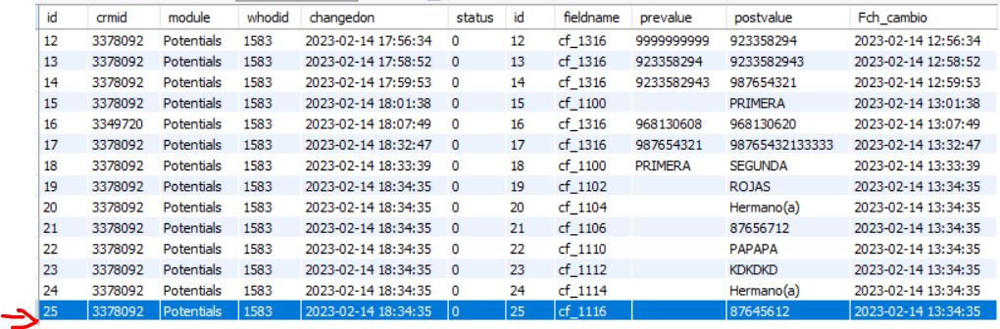 id crmid module whodid changedon status id fieldname prevalue postvalue Fch_cambio
12 3378092 Potentials 1583 2023-02-14 17:56:34 0 12 cf_1316 9999999999 923358294 2023-02-14 12:56:34
13 3378092 Potentials 1583 2023-02-14 17:58:52 0 13 cf_1316 923358294 9233582943 2023-02-14 12:58:52
14 3378092 Potentials 1583 2023-02-14 17:59:53 0 14 cf_1316 9233582943 987654321 2023-02-14 12:59:53
15 3378092 Potentials 1583 2023-02-14 18:01:38 0 15 cf_1100 PRIMERA 2023-02-14 13:01:38
16 3349720 Potentials 1583 2023-02-14 18:07:49 0 16 cf_1316 968130608 968130620 2023-02-14 13:07:49
17 3378092 Potentials 1583 2023-02-14 18:32:47 0 17 cf_1316 987654321 98765432133333 2023-02-14 13:32:47
18 3378092 Potentials 1583 2023-02-14 18:33:39 0 18 cf_1100 PRIMERA SEGUNDA 2023-02-14 13:33:39
19 3378092 Potentials 1583 2023-02-14 18:34:35 0 19 cf_1102 ROJAS 2023-02-14 13:34:35
20 3378092 Potentials 1583 2023-02-14 18:34:35 0 20 cf_1104 Hermano(a) 2023-02-14 13:34:35
21 3378092 Potentials 1583 2023-02-14 18:34:35 0 21 cf_1106 87656712 2023-02-14 13:34:35
22 3378092 Potentials 1583 2023-02-14 18:34:35 0 22 cf_1110 PAPAPA 2023-02-14 13:34:35
23 3378092 Potentials 1583 2023-02-14 18:34:35 0 23 cf_1112 KDKDKD 2023-02-14 13:34:35
24 3378092 Potentials 1583 2023-02-14 18:34:35 0 24 cf_1114 Hermano(a) 2023-02-14 13:34:35
25 3378092 Potentials 1583 2023-02-14 18:34:35 0 25 cf_1116 87645612 2023-02-14 13:34:35